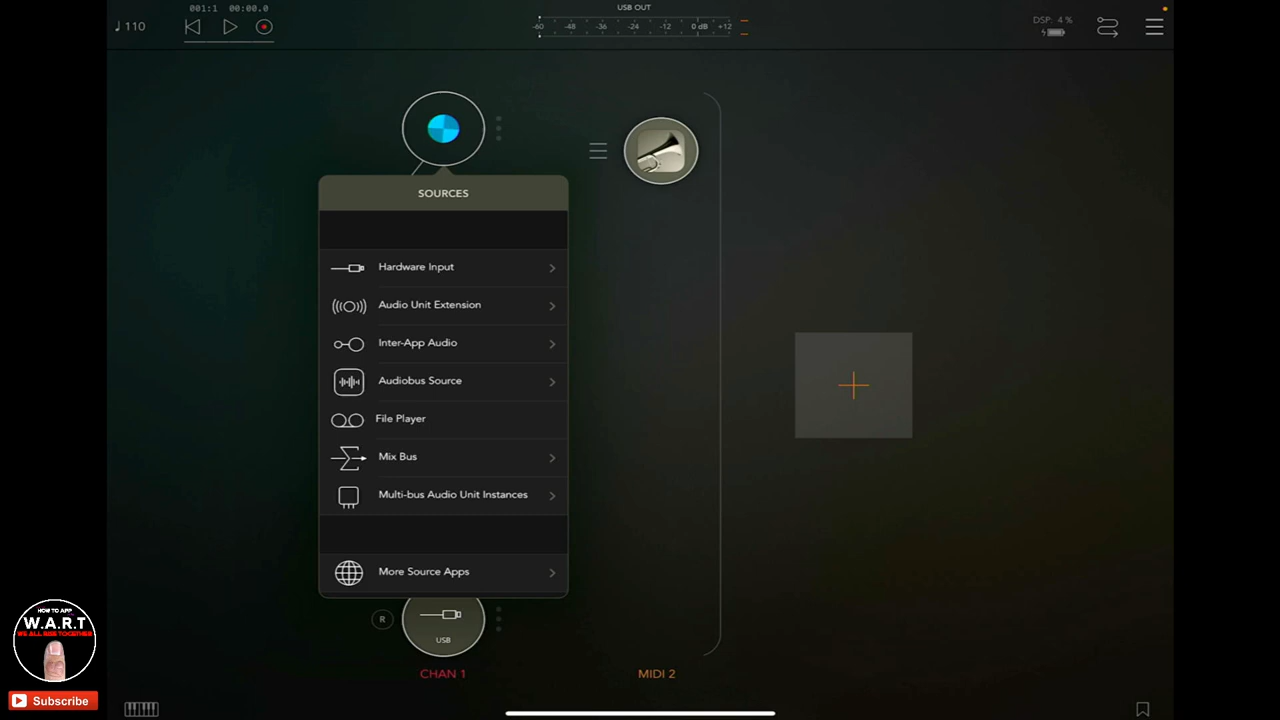 001:1 00:00.0
♩110
USB OUT
-60 -48 -36 -24 -12 0 dB +12
DSP: 4 %
SOURCES
Hardware Input
Audio Unit Extension
Inter-App Audio
Audiobus Source
File Player
Mix Bus
Multi-bus Audio Unit Instances
More Source Apps
R
USB
CHAN 1
MIDI 2
HOW TO APP
W.A.R.T
WE ALL RISE TOGETHER
Subscribe